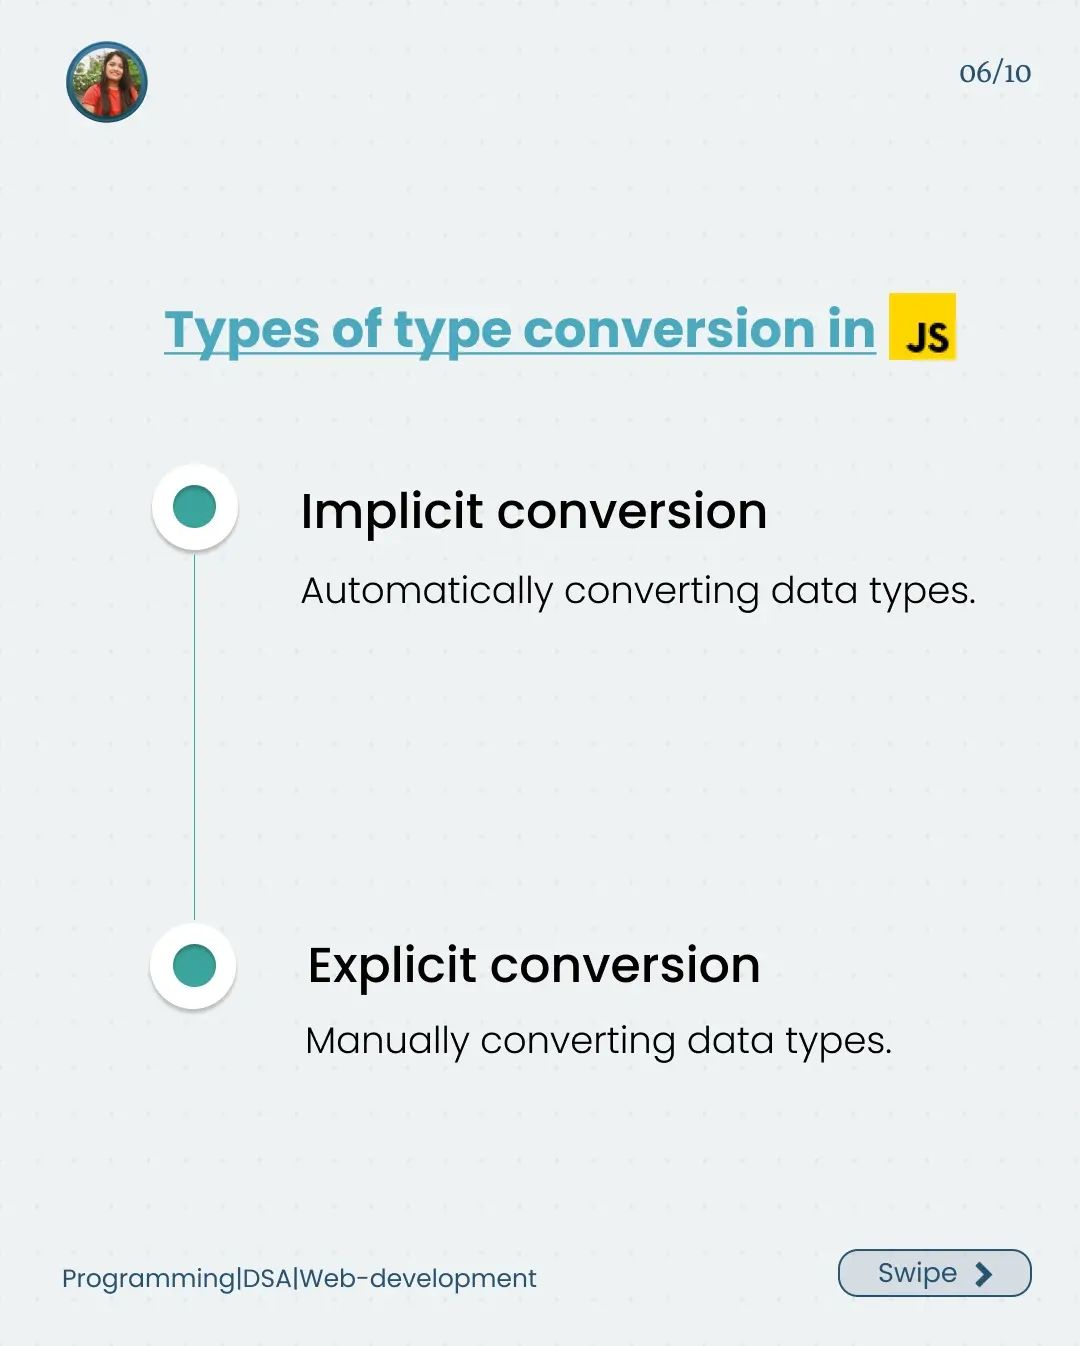 06/10
Types of type conversion in JS
Implicit conversion
Automatically converting data types.
Explicit conversion
Manually converting data types.
Programming|DSA|Web-development
Swipe